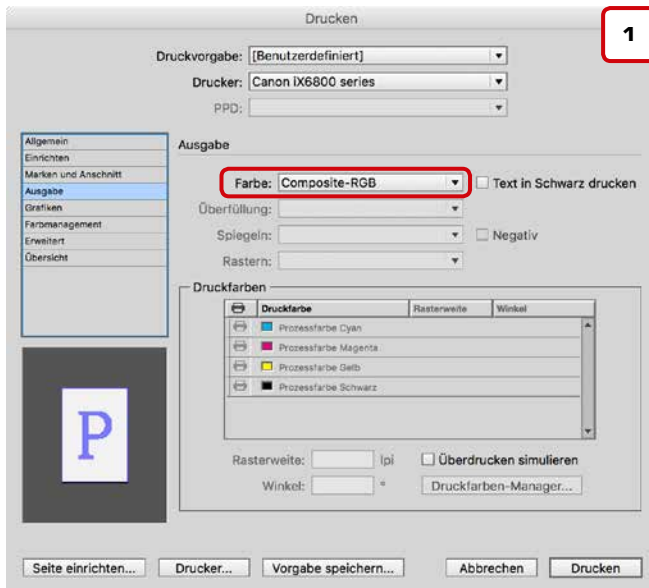 Drucken
1
Druckvorgabe: [Benutzerdefiniert]
Drucker: Canon iX6800 series
PPD:
Allgemein
Einrichten
Marken und Anschnitt
Ausgabe
Grafiken
Farbmanagement
Erweitert
Übersicht
Ausgabe
Farbe: Composite-RGB Text in Schwarz drucken
Überfüllung:
Spiegeln: Negativ
Rastern:
Druckfarben
Druckfarbe Rasterweite Winkel
Prozessfarbe Cyan
Prozessfarbe Magenta
Prozessfarbe Gelb
Prozessfarbe Schwarz
P
Rasterweite: lpi Überdrucken simulieren
Winkel: ° Druckfarben-Manager...
Seite einrichten... Drucker... Vorgabe speichern... Abbrechen Drucken